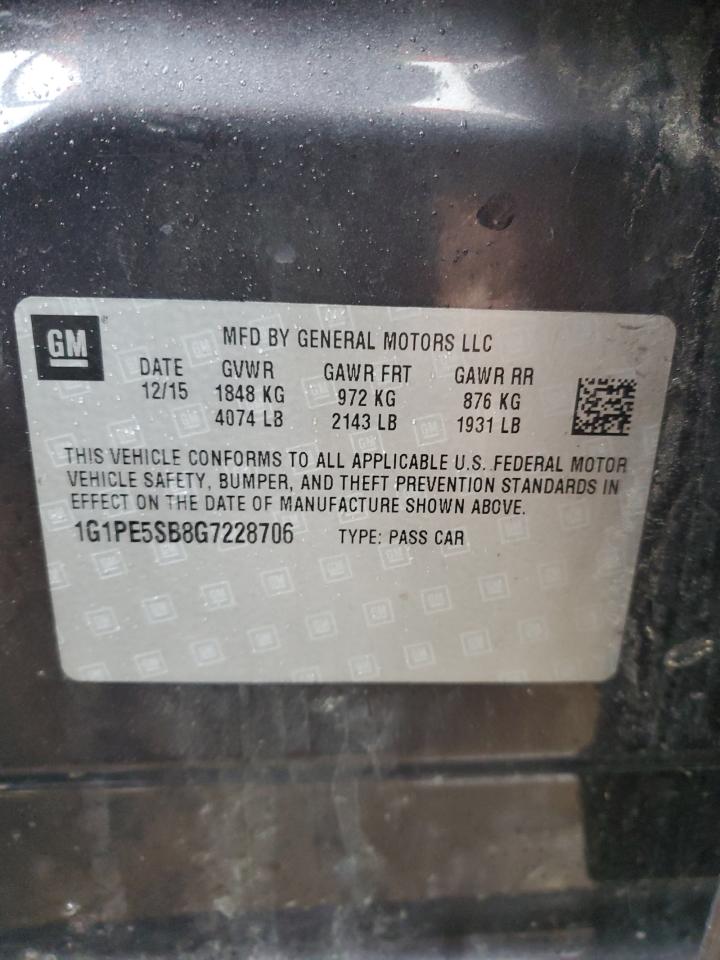 GM
MFD BY GENERAL MOTORS LLC
DATE GVWR GAWR FRT GAWR RR
12/15 1848 KG 972 KG 876 KG
4074 LB 2143 LB 1931 LB
THIS VEHICLE CONFORMS TO ALL APPLICABLE U.S. FEDERAL MOTOR
VEHICLE SAFETY, BUMPER, AND THEFT PREVENTION STANDARDS IN
EFFECT ON THE DATE OF MANUFACTURE SHOWN ABOVE.
1G1PE5SB8G7228706 TYPE: PASS CAR